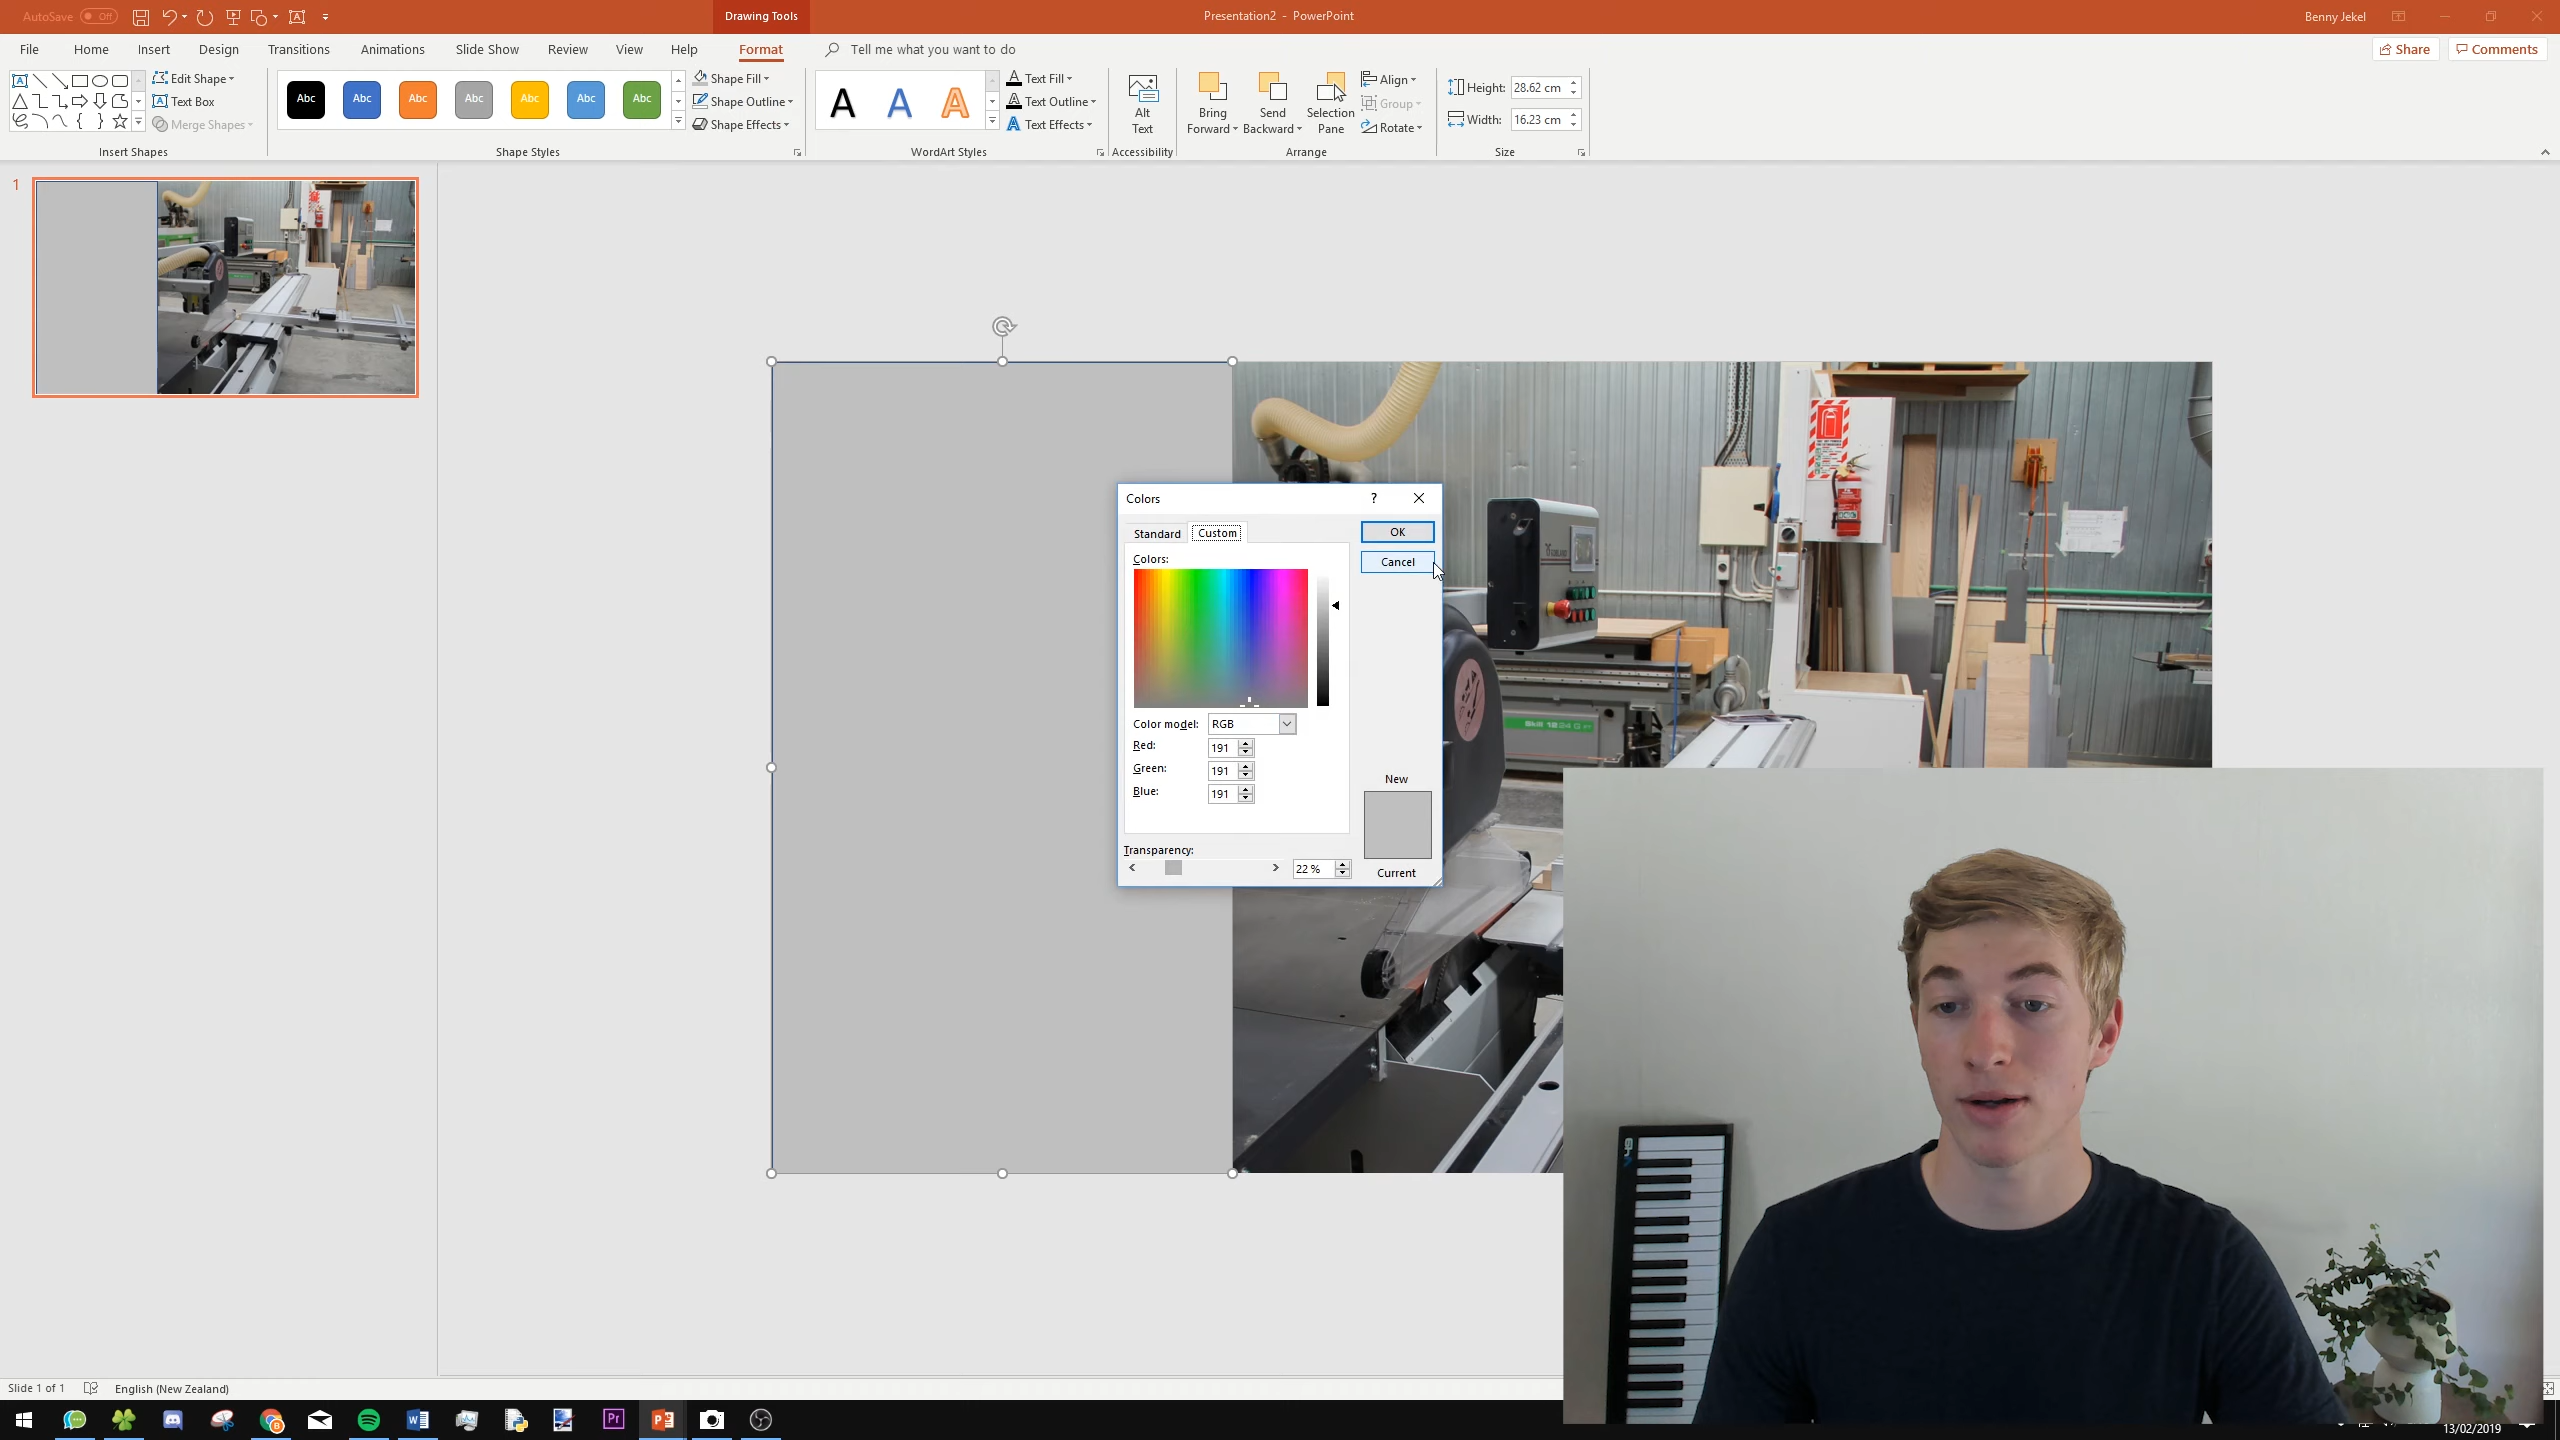 AutoSave Off
Drawing Tools
Presentation2 - PowerPoint
Benny Jekel
File Home Insert Design Transitions Animations Slide Show Review View Help Format Tell me what you want to do
Share Comments
Edit Shape
Text Box
Merge Shapes
Insert Shapes
Abc Abc Abc Abc Abc Abc Abc
Shape Fill
Shape Outline
Shape Effects
Shape Styles
A A A
Text Fill
Text Outline
Text Effects
WordArt Styles
Alt
Text
Accessibility
Bring
Forward
Send
Backward
Selection
Pane
Align
Group
Rotate
Arrange
Height: 28.62 cm
Width: 16.23 cm
Size
1
Colors ?
Standard Custom
OK
Cancel
Colors:
Color model: RGB
Red: 191
Green: 191
Blue: 191
New
Transparency:
22 %
Current
Slide 1 of 1 English (New Zealand)
Pr
13/02/2019